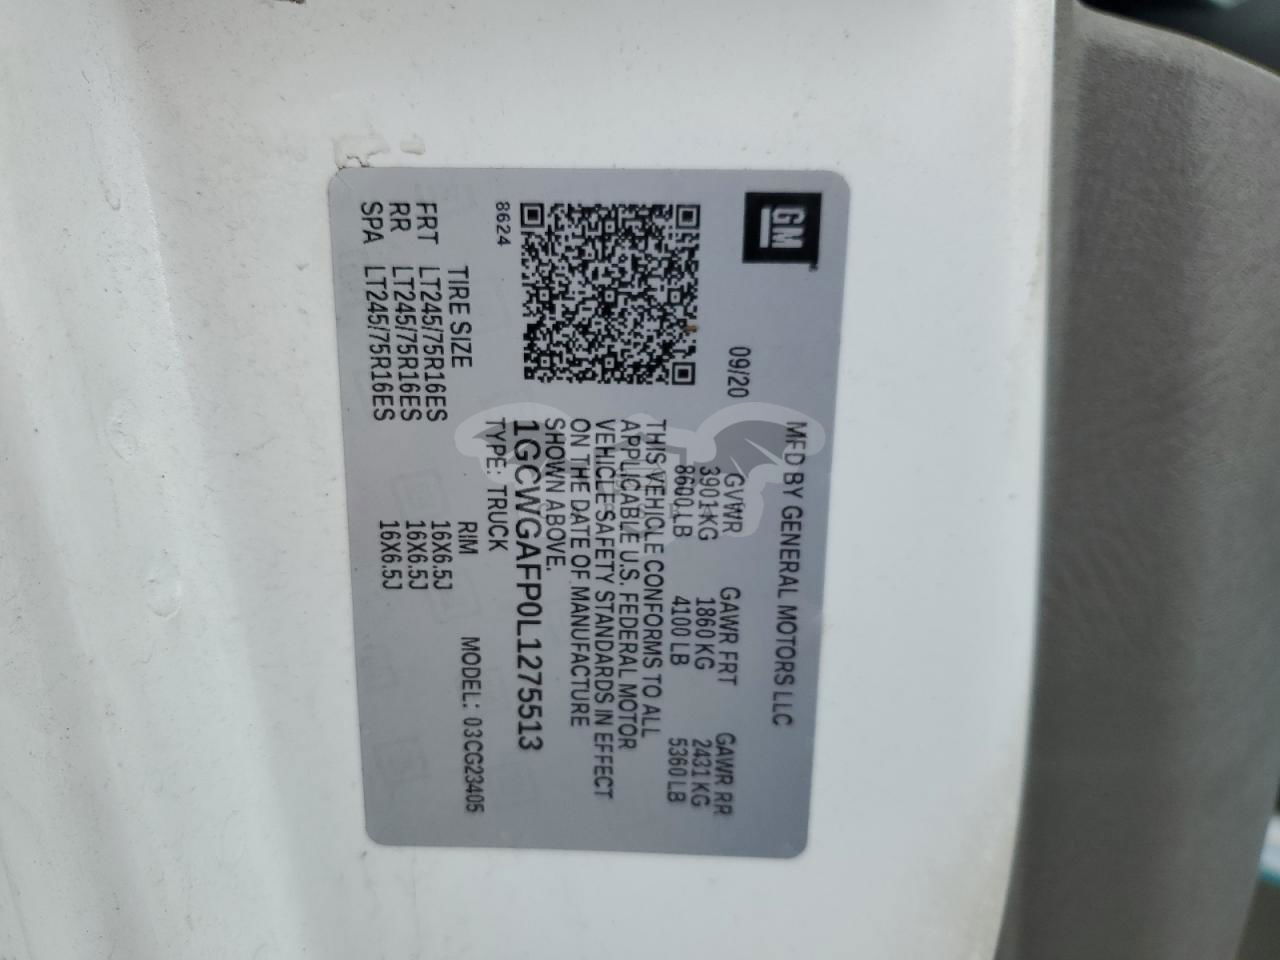 GM
MFD BY GENERAL MOTORS LLC
09/20 GVWR GAWR FRT GAWR RR
3901 KG 1860 KG 2431 KG
8600 LB 4100 LB 5360 LB
THIS VEHICLE CONFORMS TO ALL
APPLICABLE U.S. FEDERAL MOTOR
VEHICLE SAFETY STANDARDS IN EFFECT
ON THE DATE OF MANUFACTURE
SHOWN ABOVE.
1GCWGAFP0L1275513
8624 TYPE: TRUCK
TIRE SIZE RIM MODEL: 03CG23405
FRT LT245/75R16ES 16X6.5J
RR LT245/75R16ES 16X6.5J
SPA LT245/75R16ES 16X6.5J